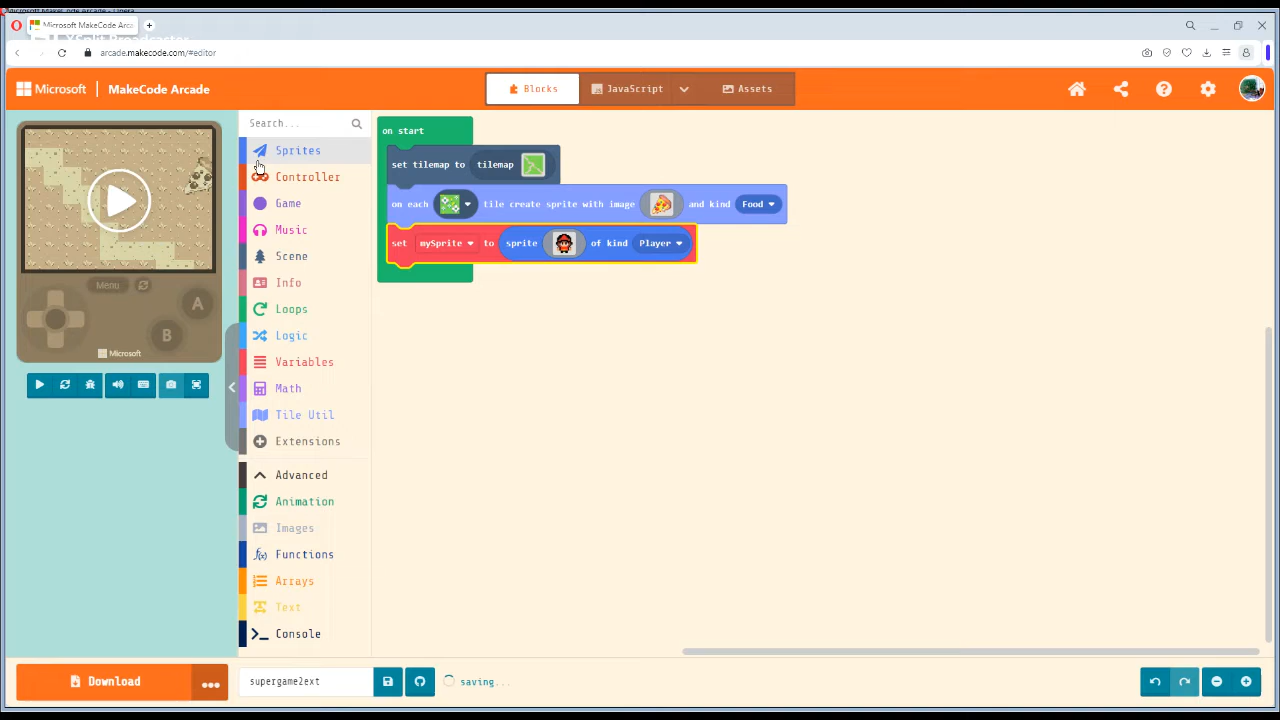 Microsoft MakeCode Arca
XSplit Broadcaster
arcade.makecode.com/#editor
Microsoft | MakeCode Arcade
Blocks
JavaScript
Assets
Menu
A
B
Microsoft
Search...
Sprites
Controller
Game
Music
Scene
Info
Loops
Logic
Variables
Math
Tile Util
Extensions
Advanced
Animation
Images
Functions
Arrays
Text
Console
on start
set tilemap to tilemap
on each tile create sprite with image and kind Food
set mySprite to sprite of kind Player
Download
supergame2ext
saving...